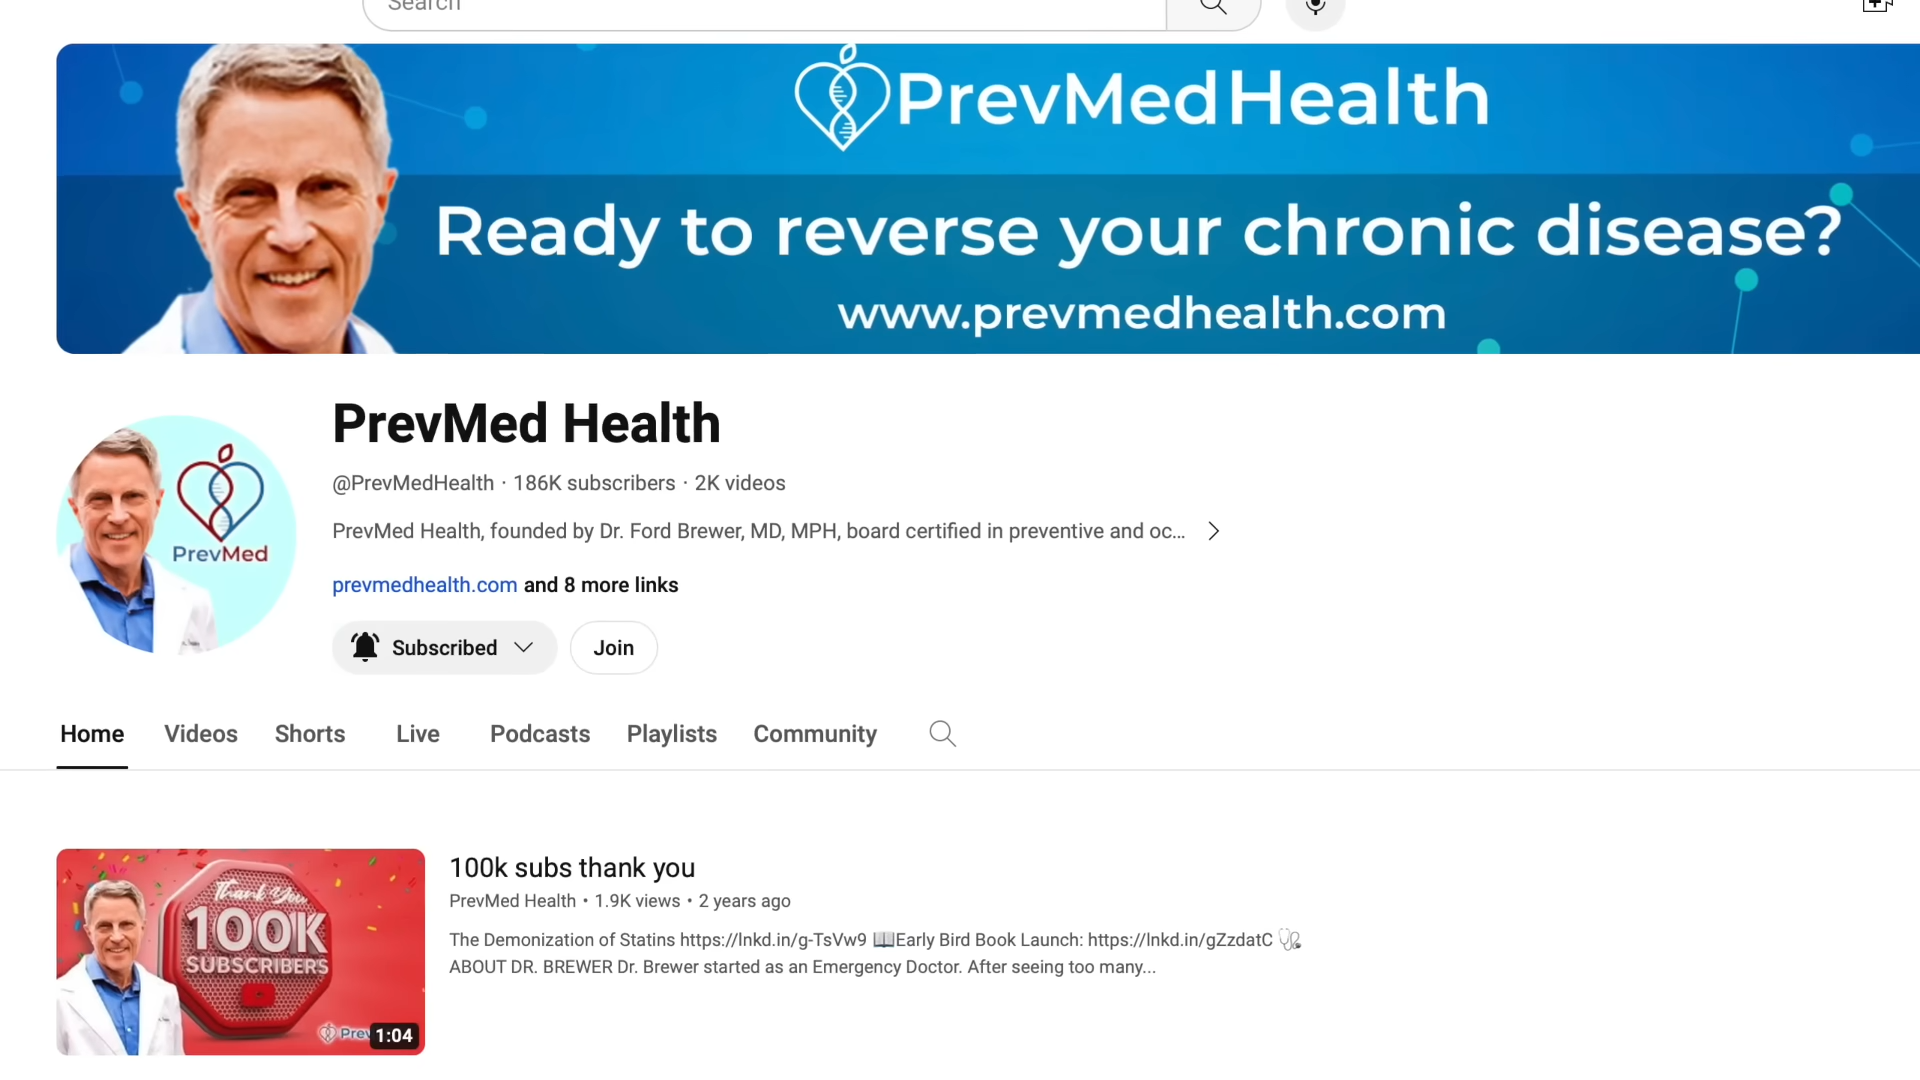 Search
PrevMedHealth
Ready to reverse your chronic disease?
www.prevmedhealth.com
PrevMed
PrevMed Health
@PrevMedHealth · 186K subscribers · 2K videos
PrevMed Health, founded by Dr. Ford Brewer, MD, MPH, board certified in preventive and oc...
prevmedhealth.com and 8 more links
Subscribed
Join
Home Videos Shorts Live Podcasts Playlists Community
Thank You
100K
SUBSCRIBERS
Prev
1:04
100k subs thank you
PrevMed Health • 1.9K views • 2 years ago
The Demonization of Statins https://lnkd.in/g-TsVw9 📖Early Bird Book Launch: https://lnkd.in/gZzdatC 🩺
ABOUT DR. BREWER Dr. Brewer started as an Emergency Doctor. After seeing too many...